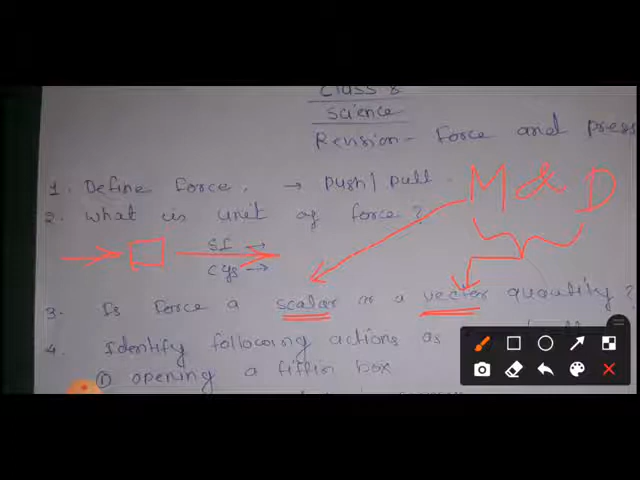 Class 8
Science
Revision - Force and press
1. Define Force. → push/pull. M & D
2. What is unit of force?
SI →
CGS →
3. Is Force a scalar or a vector quantity?
4. Identify following actions as
① opening a tiffin box